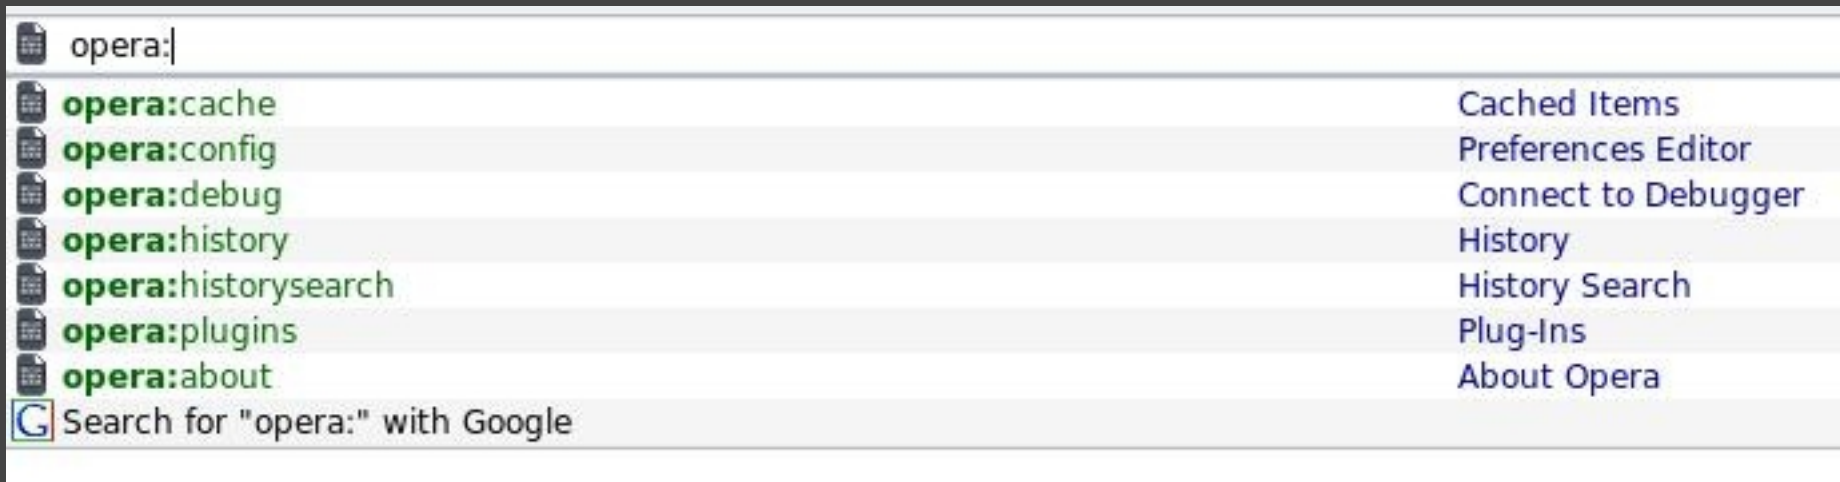 opera:
opera:cache Cached Items
opera:config Preferences Editor
opera:debug Connect to Debugger
opera:history History
opera:historysearch History Search
opera:plugins Plug-Ins
opera:about About Opera
G Search for "opera:" with Google